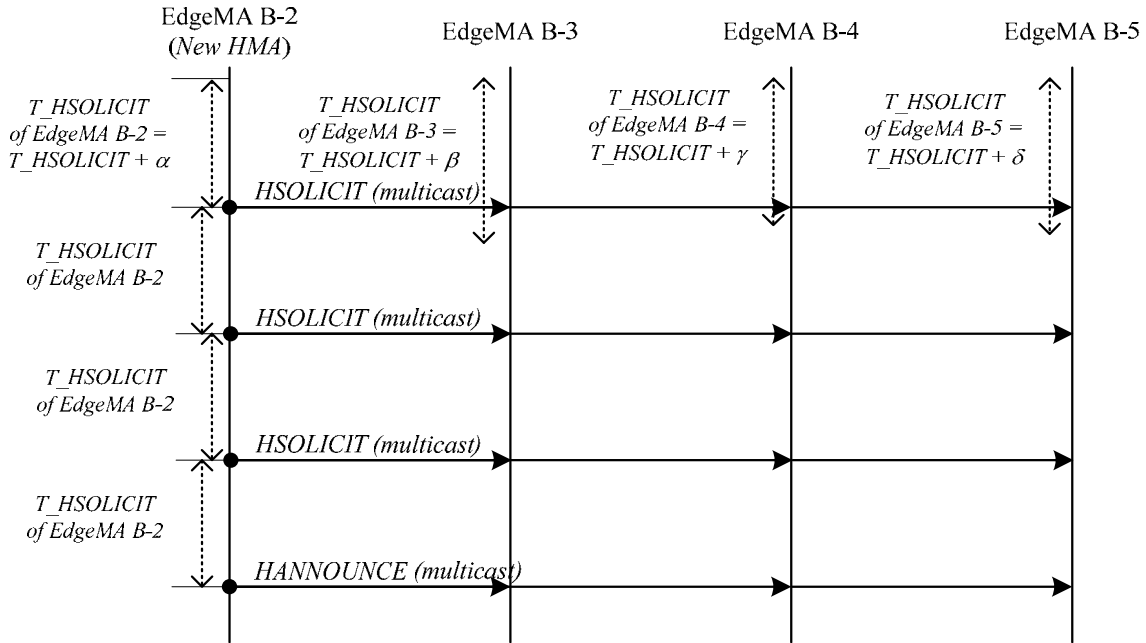 EdgeMA B-2
(New HMA)
EdgeMA B-3
EdgeMA B-4
EdgeMA B-5
T_HSOLICIT
of EdgeMA B-2 =
T_HSOLICIT + α
T_HSOLICIT
of EdgeMA B-3 =
T_HSOLICIT + β
T_HSOLICIT
of EdgeMA B-4 =
T_HSOLICIT + γ
T_HSOLICIT
of EdgeMA B-5 =
T_HSOLICIT + δ
HSOLICIT (multicast)
T_HSOLICIT
of EdgeMA B-2
HSOLICIT (multicast)
T_HSOLICIT
of EdgeMA B-2
HSOLICIT (multicast)
T_HSOLICIT
of EdgeMA B-2
HANNOUNCE (multicast)